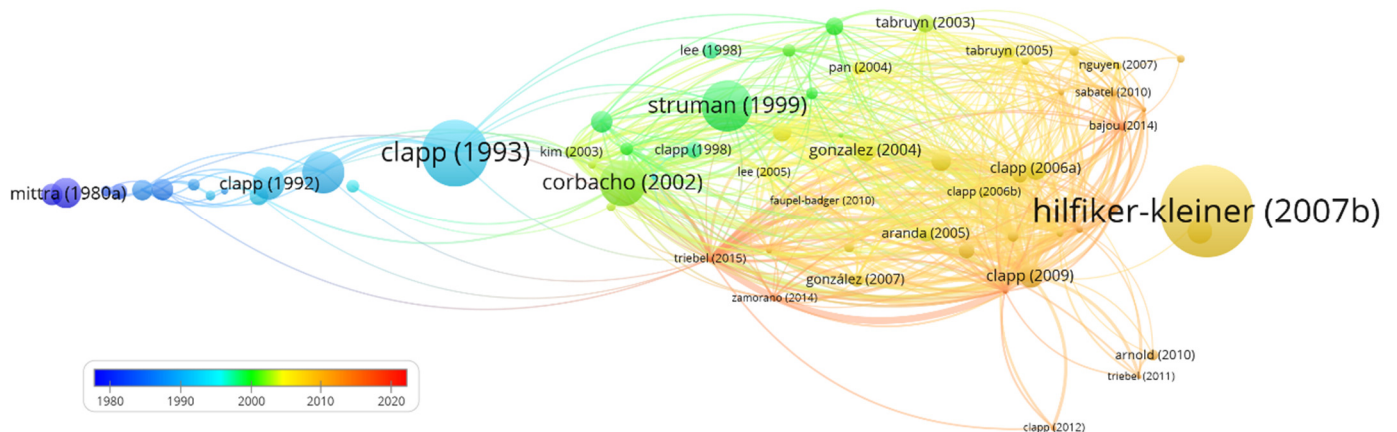 tabruyn (2003)
lee (1998)
tabruyn (2005)
pan (2004)
nguyen (2007)
sabatel (2010)
struman (1999)
bajou (2014)
clapp (1993)
kim (2003)
clapp (1998)
gonzalez (2004)
lee (2005)
clapp (2006a)
mittra (1980a)
clapp (1992)
corbacho (2002)
clapp (2006b)
faupel-badger (2010)
hilfiker-kleiner (2007b)
aranda (2005)
triebel (2015)
gonzález (2007)
clapp (2009)
zamorano (2014)
arnold (2010)
triebel (2011)
clapp (2012)
1980 1990 2000 2010 2020